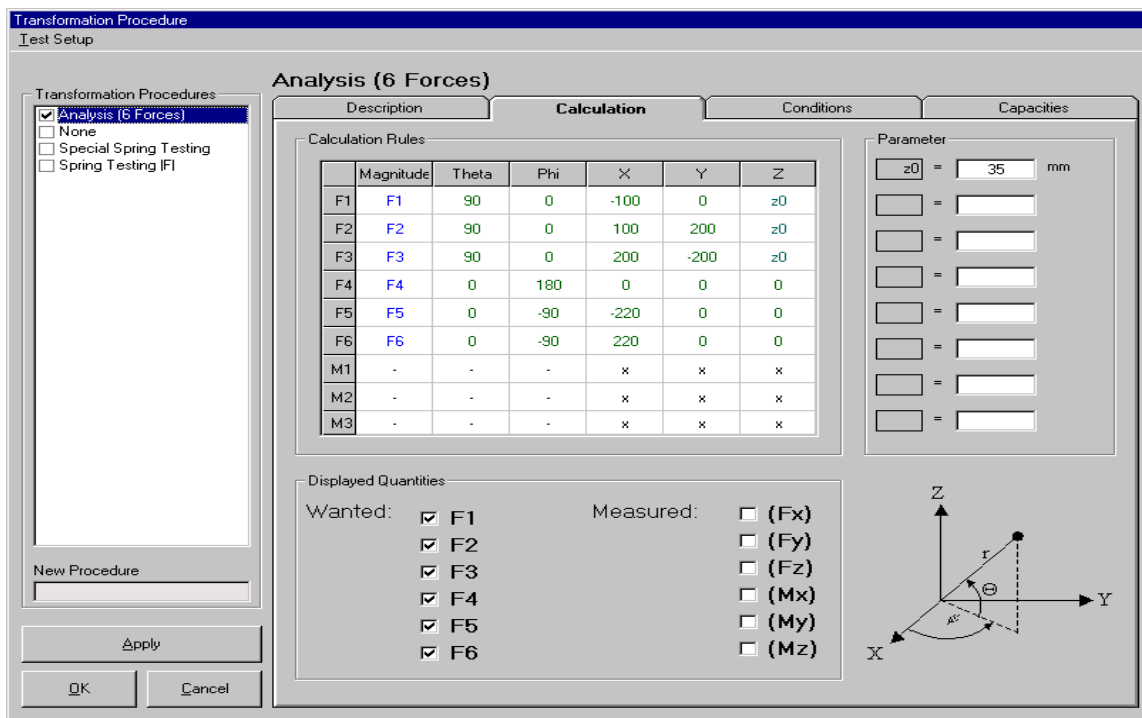 Transformation Procedure
Test Setup
Transformation Procedures
Analysis (6 Forces)
None
Special Spring Testing
Spring Testing |F|
New Procedure
Apply
OK
Cancel
Analysis (6 Forces)
Description
Calculation
Conditions
Capacities
Calculation Rules
Magnitude Theta Phi X Y Z
F1 F1 90 0 -100 0 z0
F2 F2 90 0 100 200 z0
F3 F3 90 0 200 -200 z0
F4 F4 0 180 0 0 0
F5 F5 0 -90 -220 0 0
F6 F6 0 -90 220 0 0
M1 - - - x x x
M2 - - - x x x
M3 - - - x x x
Parameter
z0 = 35 mm
=
=
=
=
=
=
=
Displayed Quantities
Wanted:
F1
F2
F3
F4
F5
F6
Measured:
(Fx)
(Fy)
(Fz)
(Mx)
(My)
(Mz)
Z
r
Θ
Y
X